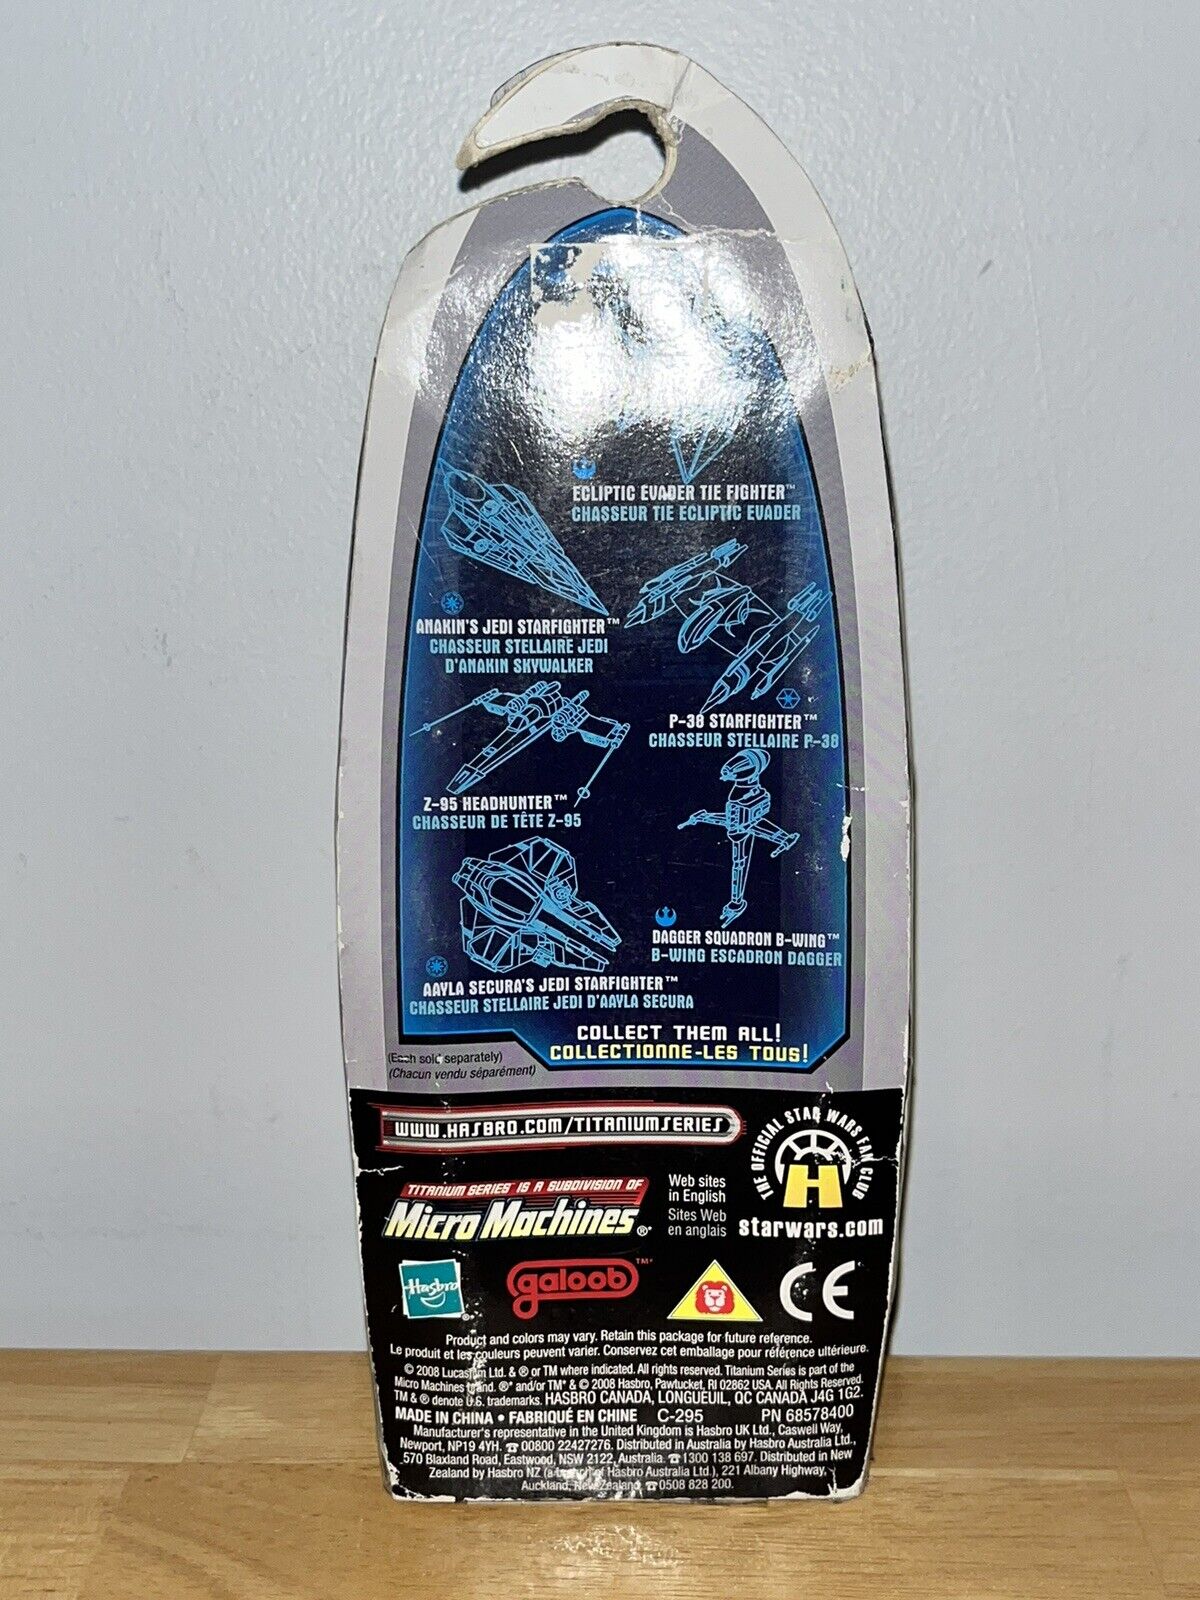 ECLIPTIC EVADER TIE FIGHTER™
CHASSEUR TIE ECLIPTIC EVADER
ANAKIN'S JEDI STARFIGHTER™
CHASSEUR STELLAIRE JEDI
D'ANAKIN SKYWALKER
P-38 STARFIGHTER™
CHASSEUR STELLAIRE P-38
Z-95 HEADHUNTER™
CHASSEUR DE TÊTE Z-95
DAGGER SQUADRON B-WING™
B-WING ESCADRON DAGGER
AAYLA SECURA'S JEDI STARFIGHTER™
CHASSEUR STELLAIRE JEDI D'AAYLA SECURA
COLLECT THEM ALL!
COLLECTIONNE-LES TOUS!
(Each sold separately)
(Chacun vendu séparément)
WWW.HASBRO.COM/TITANIUMSERIES
THE OFFICIAL STAR WARS FAN CLUB
H
starwars.com
TITANIUM SERIES™ IS A SUBDIVISION OF
Micro Machines®*
Web sites
in English
Sites Web
en anglais
Hasbro®
galoob™*
CE
Product and colors may vary. Retain this package for future reference.
Le produit et les couleurs peuvent varier. Conservez cet emballage pour référence ultérieure.
© 2008 Lucasfilm Ltd. & ® or TM where indicated. All rights reserved. Titanium Series is part of the
Micro Machines brand. ®* and/or TM* & © 2008 Hasbro, Pawtucket, RI 02862 USA. All Rights Reserved.
TM & ® denote U.S. trademarks. HASBRO CANADA, LONGUEUIL, QC CANADA J4G 1G2.
MADE IN CHINA • FABRIQUÉ EN CHINE C-295 PN 68578400
Manufacturer's representative in the United Kingdom is Hasbro UK Ltd., Caswell Way,
Newport, NP19 4YH. ☎ 00800 22427276. Distributed in Australia by Hasbro Australia Ltd.,
570 Blaxland Road, Eastwood, NSW 2122, Australia. ☎ 1300 138 697. Distributed in New
Zealand by Hasbro NZ (a branch of Hasbro Australia Ltd.), 221 Albany Highway,
Auckland, New Zealand. ☎ 0508 828 200.